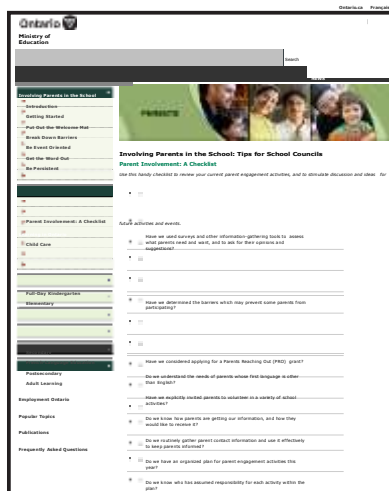 Ontario.ca Français
Ontario
Ministry of
Education
Search
News
Involving Parents in the School
Introduction
Getting Started
Put Out the Welcome Mat
Break Down Barriers
Be Event Oriented
Get the Word Out
Be Persistent
Parent Involvement: A Checklist
Child Care
Full-Day Kindergarten
Elementary
Postsecondary
Adult Learning
Employment Ontario
Popular Topics
Publications
Frequently Asked Questions
PARENTS
Involving Parents in the School: Tips for School Councils
Parent Involvement: A Checklist
Use this handy checklist to review your current parent engagement activities, and to stimulate discussion and ideas for
future activities and events.
Have we used surveys and other information-gathering tools to assess
what parents need and want, and to ask for their opinions and
suggestions?
Have we determined the barriers which may prevent some parents from
participating?
Have we considered applying for a Parents Reaching Out (PRO) grant?
Do we understand the needs of parents whose first language is other
than English?
Have we explicitly invited parents to volunteer in a variety of school
activities?
Do we know how parents are getting our information, and how they
would like to receive it?
Do we routinely gather parent contact information and use it effectively
to keep parents informed?
Do we have an organized plan for parent engagement activities this
year?
Do we know who has assumed responsibility for each activity within the
plan?